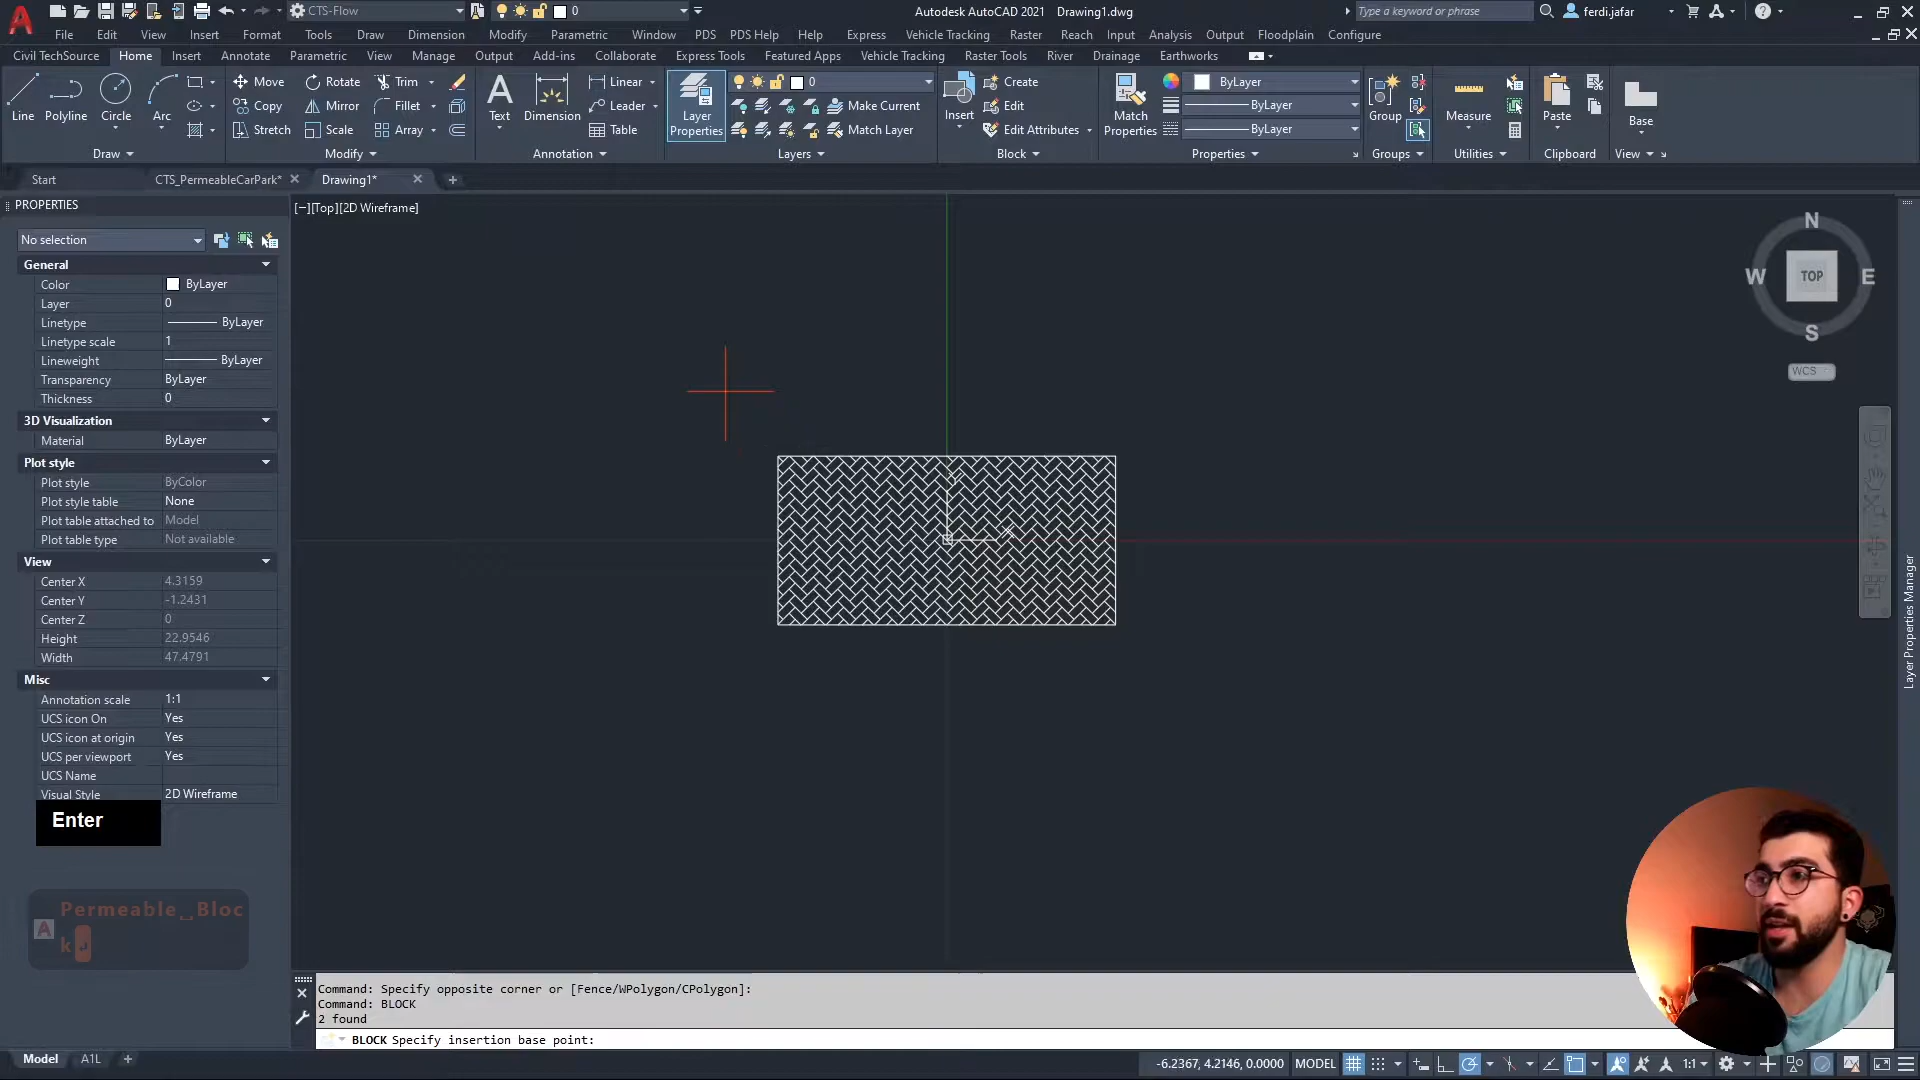 CTS-Flow
0
Autodesk AutoCAD 2021 Drawing1.dwg
Type a keyword or phrase
ferdi.jafar
File Edit View Insert Format Tools Draw Dimension Modify Parametric Window PDS PDS Help Help Express Vehicle Tracking Raster Reach Input Analysis Output Floodplain Configure
Civil TechSource Home Insert Annotate Parametric View Manage Output Add-ins Collaborate Express Tools Featured Apps Vehicle Tracking Raster Tools River Drainage Earthworks
Line Polyline Circle Arc
Move Rotate Trim
Copy Mirror Fillet
Stretch Scale Array
Text Dimension
Linear
Leader
Table
Layer Properties
0
Make Current
Match Layer
Insert
Create
Edit
Edit Attributes
Match Properties
ByLayer
ByLayer
ByLayer
Group
Measure
Paste
Base
Draw Modify Annotation Layers Block Properties Groups Utilities Clipboard View
Start CTS_PermeableCarPark* Drawing1*
PROPERTIES
[−][Top][2D Wireframe]
No selection
General
Color ByLayer
Layer 0
Linetype ByLayer
Linetype scale 1
Lineweight ByLayer
Transparency ByLayer
Thickness 0
3D Visualization
Material ByLayer
Plot style
Plot style ByColor
Plot style table None
Plot table attached to Model
Plot table type Not available
View
Center X 4.3159
Center Y -1.2431
Center Z 0
Height 22.9546
Width 47.4791
Misc
Annotation scale 1:1
UCS icon On Yes
UCS icon at origin Yes
UCS per viewport Yes
UCS Name
Visual Style 2D Wireframe
N
W TOP E
S
WCS
Y
X
Layer Properties Manager
Enter
A
Permeable_Bloc
k
Command: Specify opposite corner or [Fence/WPolygon/CPolygon]:
Command: BLOCK
2 found
BLOCK Specify insertion base point:
Model A1L
-6.2367, 4.2146, 0.0000 MODEL 1:1